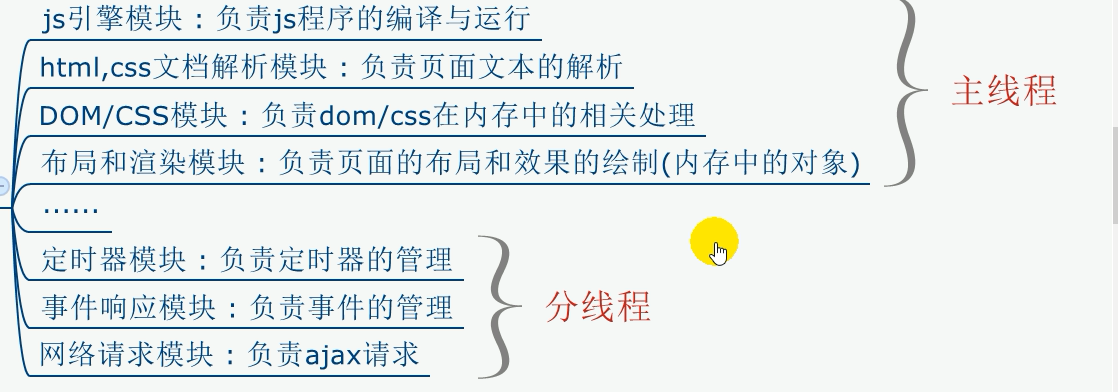 js引擎模块：负责js程序的编译与运行
html,css文档解析模块：负责页面文本的解析
DOM/CSS模块：负责dom/css在内存中的相关处理
主线程
布局和渲染模块：负责页面的布局和效果的绘制(内存中的对象)
……
定时器模块：负责定时器的管理
事件响应模块：负责事件的管理
分线程
网络请求模块：负责ajax请求